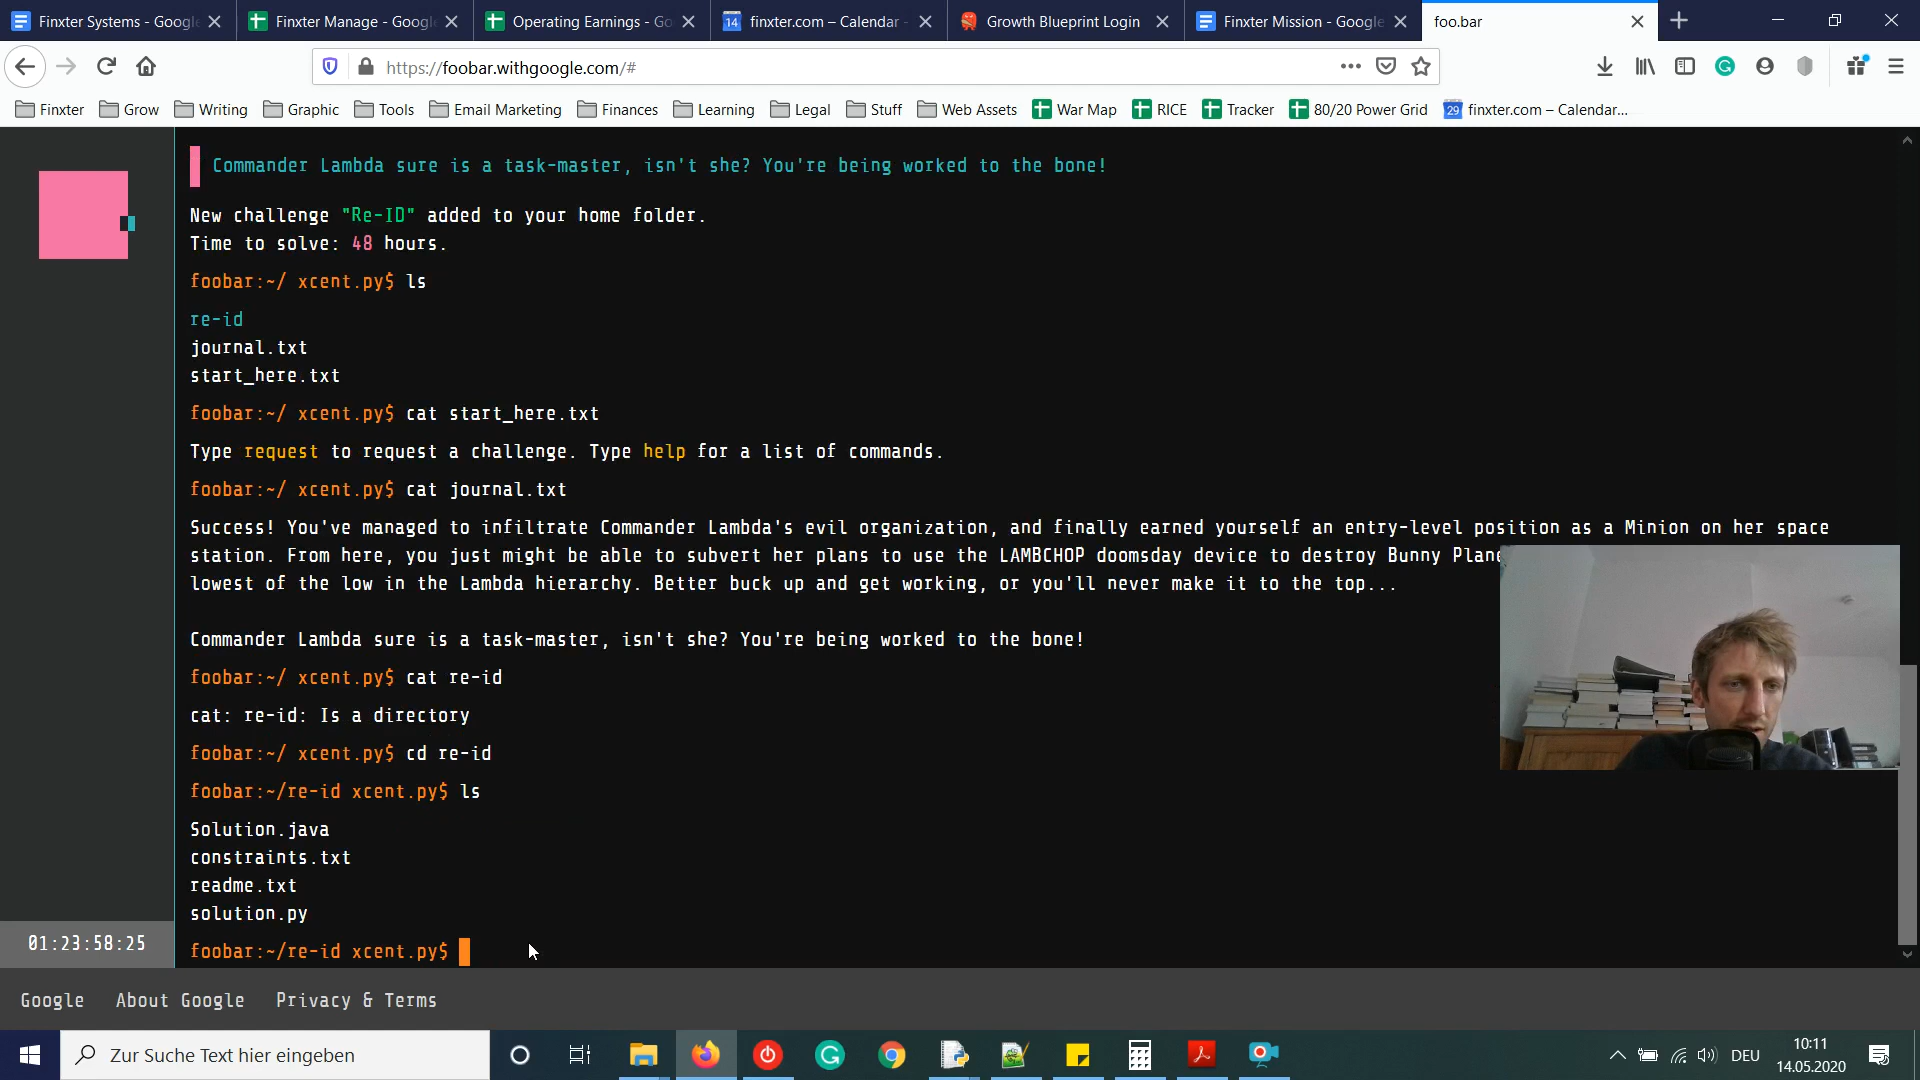 Finxter Systems - Google
Finxter Manage - Googl
Operating Earnings - Go
14
finxter.com – Calendar -
Growth Blueprint Login
Finxter Mission - Google
foo.bar
https://foobar.withgoogle.com/#
Finxter
Grow
Writing
Graphic
Tools
Email Marketing
Finances
Learning
Legal
Stuff
Web Assets
War Map
RICE
Tracker
80/20 Power Grid
29
finxter.com – Calendar...
Commander Lambda sure is a task-master, isn't she? You're being worked to the bone!
New challenge "Re-ID" added to your home folder.
Time to solve: 48 hours.
foobar:~/ xcent.py$ ls
re-id
journal.txt
start_here.txt
foobar:~/ xcent.py$ cat start_here.txt
Type request to request a challenge. Type help for a list of commands.
foobar:~/ xcent.py$ cat journal.txt
Success! You've managed to infiltrate Commander Lambda's evil organization, and finally earned yourself an entry-level position as a Minion on her space
station. From here, you just might be able to subvert her plans to use the LAMBCHOP doomsday device to destroy Bunny Plane
lowest of the low in the Lambda hierarchy. Better buck up and get working, or you'll never make it to the top...
Commander Lambda sure is a task-master, isn't she? You're being worked to the bone!
foobar:~/ xcent.py$ cat re-id
cat: re-id: Is a directory
foobar:~/ xcent.py$ cd re-id
foobar:~/re-id xcent.py$ ls
Solution.java
constraints.txt
readme.txt
solution.py
01:23:58:25
foobar:~/re-id xcent.py$
Google
About Google
Privacy & Terms
Zur Suche Text hier eingeben
DEU
10:11
14.05.2020